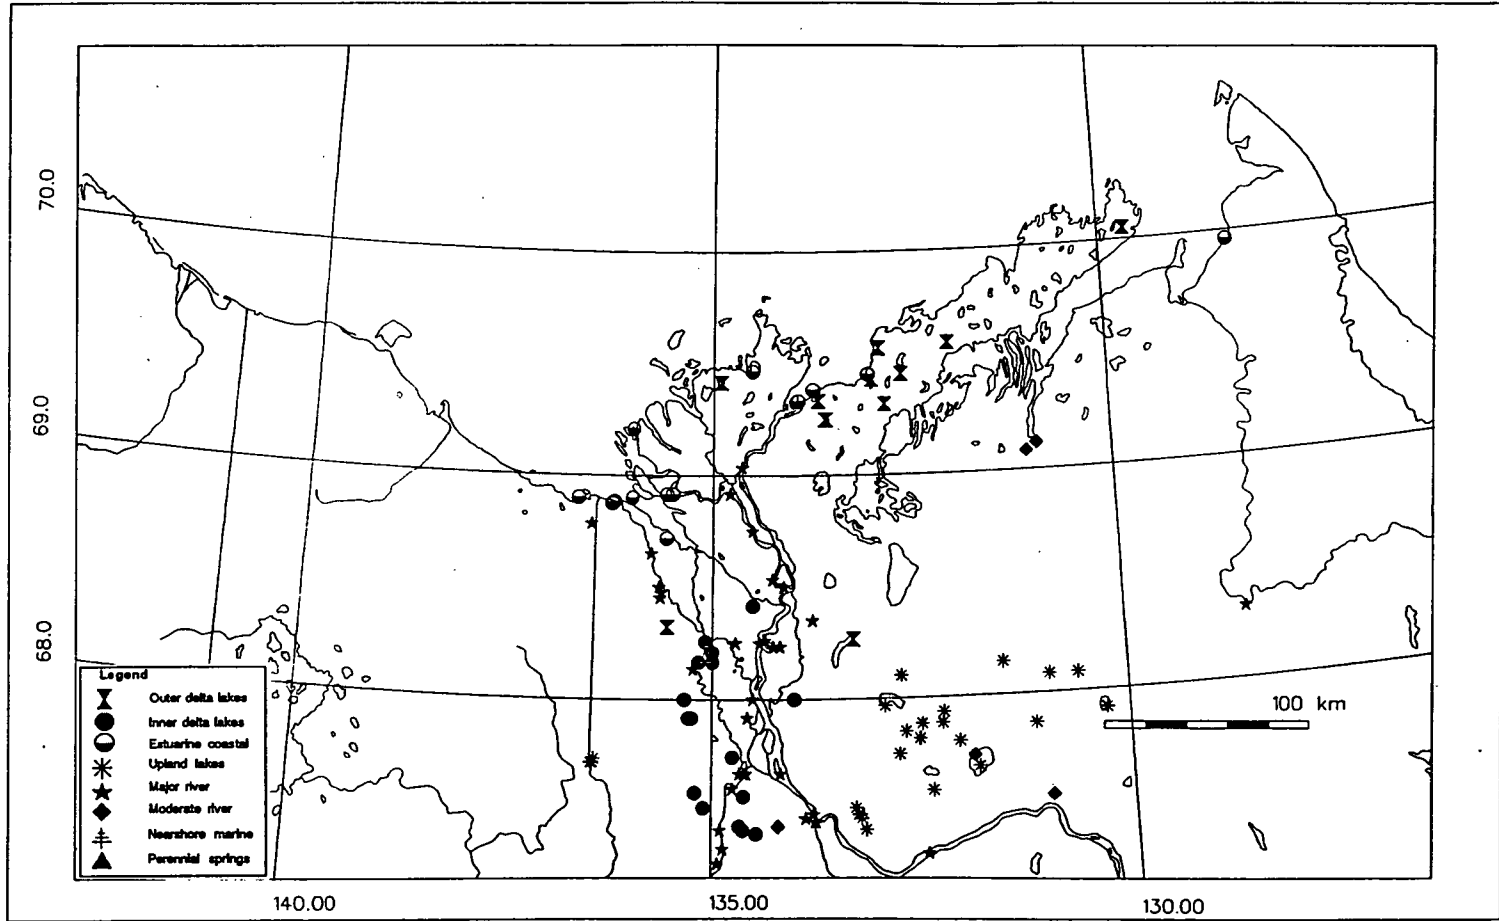 70.0
69.0
68.0
Legend
Outer delta lakes
Inner delta lakes
Estuarine coastal
Upland lakes
Major river
Moderate river
Nearshore marine
Perennial springs
100 km
140.00
135.00
130.00